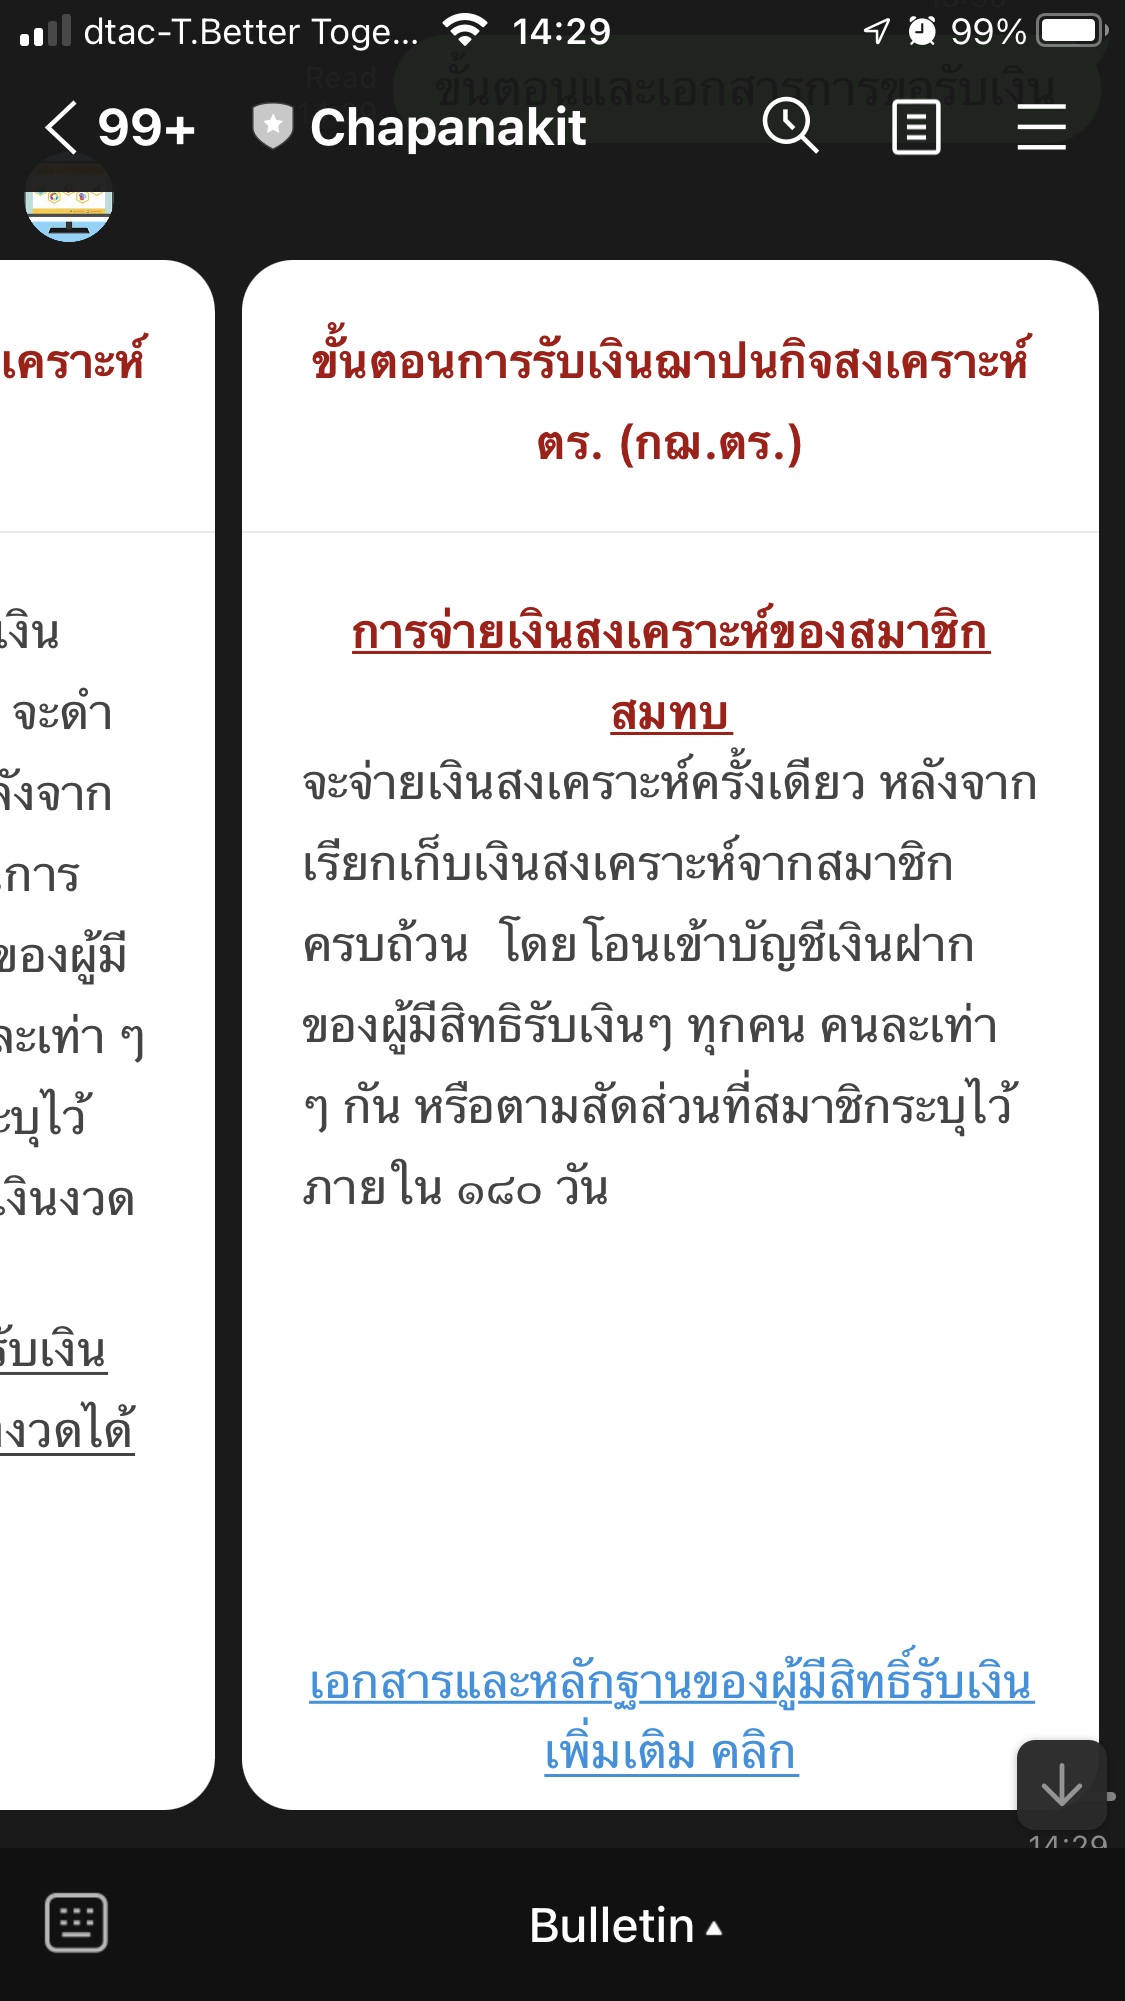 dtac-T.Better Toge... 14:29 99%
Read ขั้นตอนและเอกสารการขอรับเงิน
99+ Chapanakit
เคราะห์
เงิน
จะดำ
ลังจาก
การ
ของผู้มี
ละเท่า ๆ
ะบุไว้
เงินงวด
รับเงิน
งวดได้
ขั้นตอนการรับเงินฌาปนกิจสงเคราะห์
ตร. (กฌ.ตร.)
การจ่ายเงินสงเคราะห์ของสมาชิก
สมทบ
จะจ่ายเงินสงเคราะห์ครั้งเดียว หลังจาก
เรียกเก็บเงินสงเคราะห์จากสมาชิก
ครบถ้วน โดยโอนเข้าบัญชีเงินฝาก
ของผู้มีสิทธิรับเงินๆ ทุกคน คนละเท่า
ๆ กัน หรือตามสัดส่วนที่สมาชิกระบุไว้
ภายใน ๑๘๐ วัน
เอกสารและหลักฐานของผู้มีสิทธิ์รับเงิน
เพิ่มเติม คลิก
14:29
Bulletin